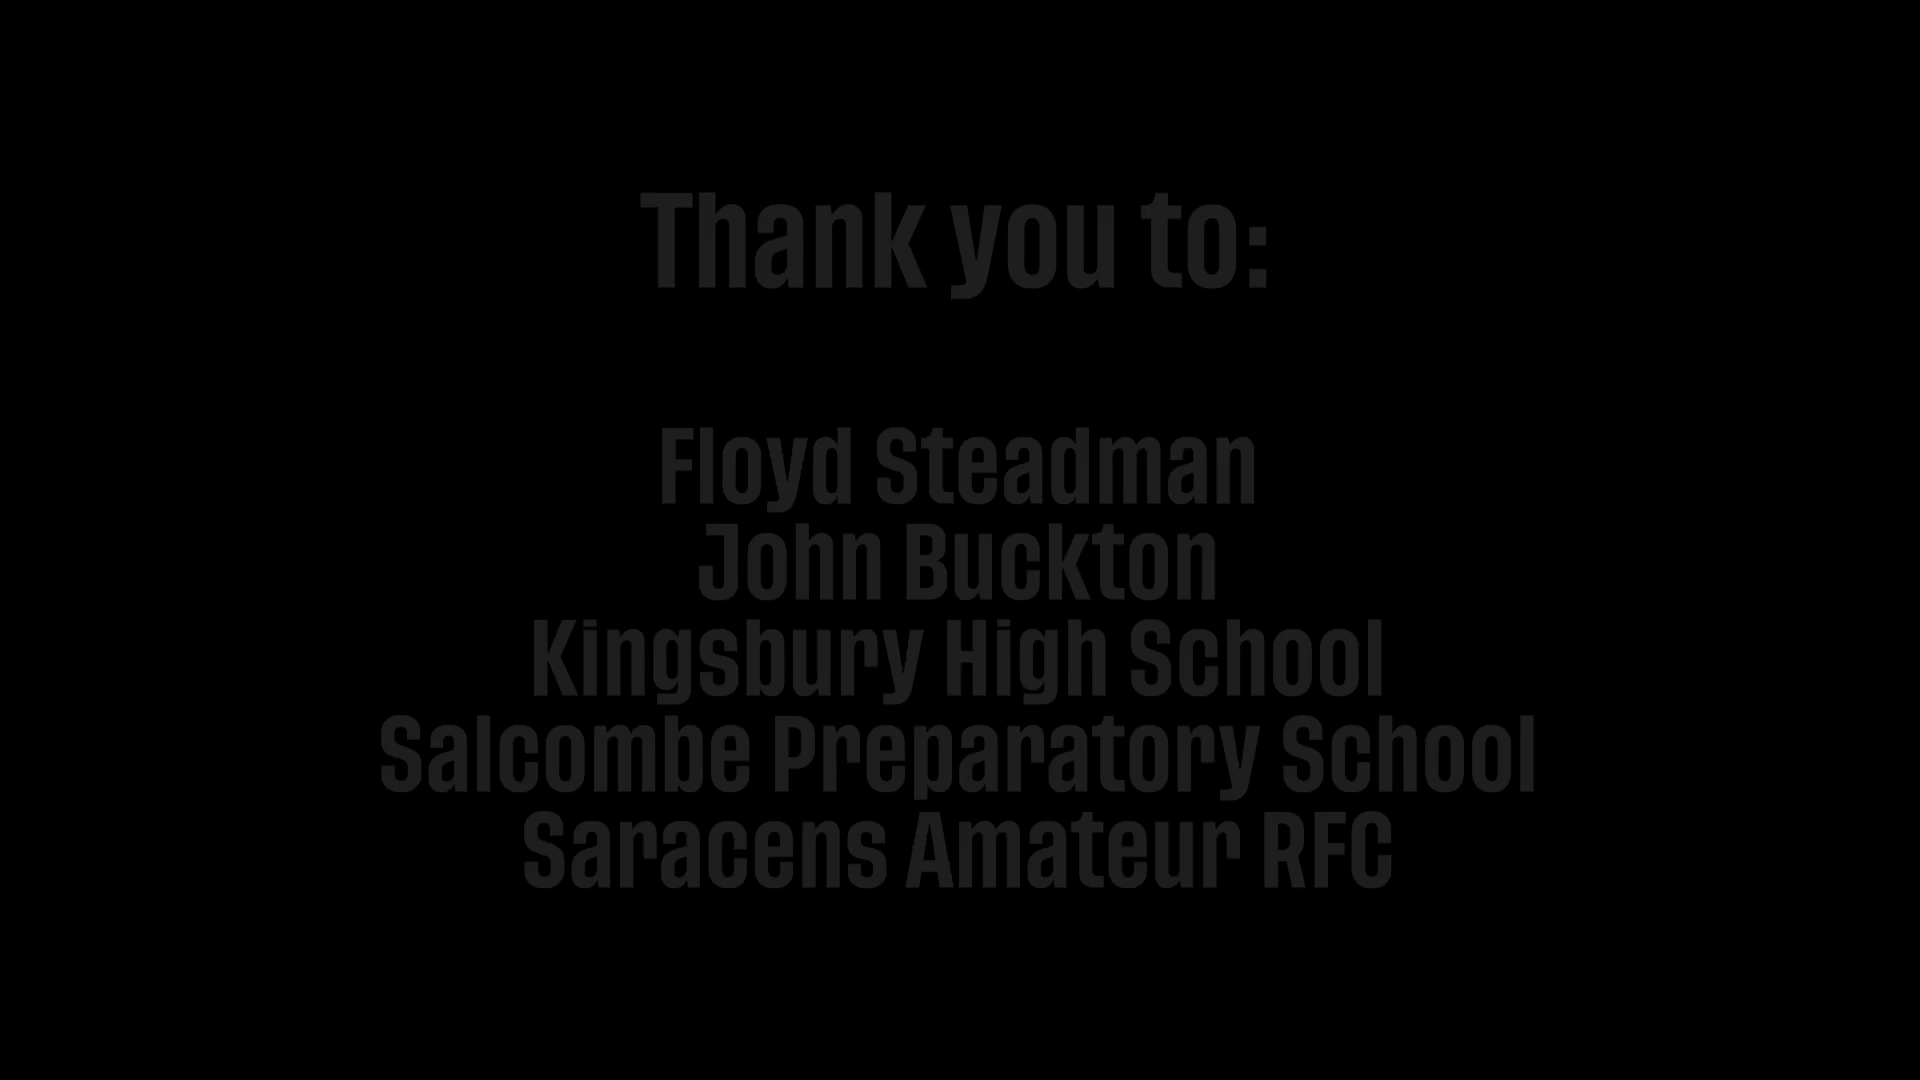 Thank you to:
Floyd Steadman
John Buckton
Kingsbury High School
Salcombe Preparatory School
Saracens Amateur RFC